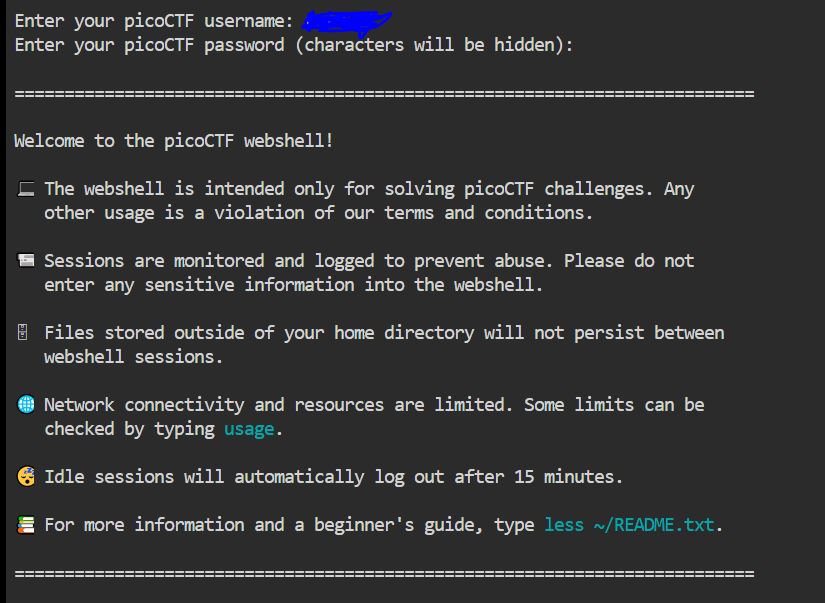 Enter your picoCTF username:
Enter your picoCTF password (characters will be hidden):
==========================================================================
Welcome to the picoCTF webshell!
The webshell is intended only for solving picoCTF challenges. Any
other usage is a violation of our terms and conditions.
Sessions are monitored and logged to prevent abuse. Please do not
enter any sensitive information into the webshell.
Files stored outside of your home directory will not persist between
webshell sessions.
Network connectivity and resources are limited. Some limits can be
checked by typing usage.
Idle sessions will automatically log out after 15 minutes.
For more information and a beginner's guide, type less ~/README.txt.
==========================================================================